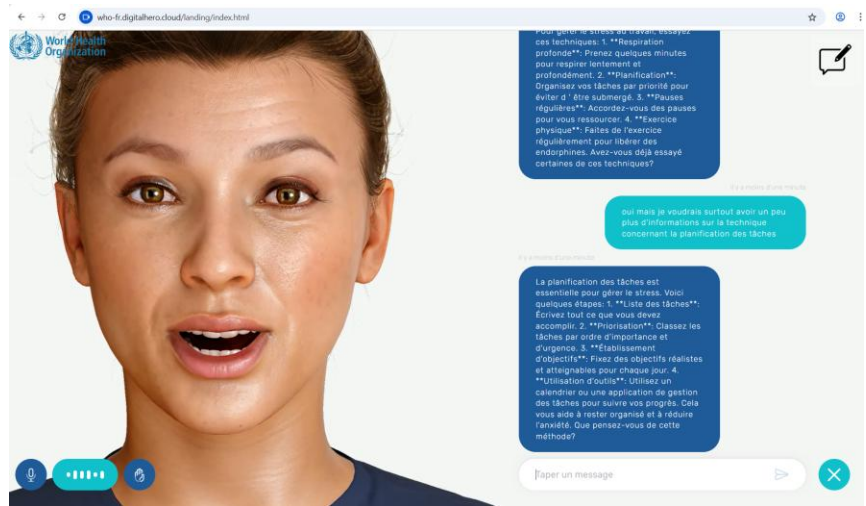 who-fr.digitalhero.cloud/landing/index.html
World Health
Organization
Pour gérer le stress au travail, essayez
ces techniques: 1. **Respiration
profonde**: Prenez quelques minutes
pour respirer lentement et
profondément. 2. **Planification**:
Organisez vos tâches par priorité pour
éviter d ' être submergé. 3. **Pauses
régulières**: Accordez-vous des pauses
pour vous ressourcer. 4. **Exercice
physique**: Faites de l'exercice
régulièrement pour libérer des
endorphines. Avez-vous déjà essayé
certaines de ces techniques?
il y a moins d'une minute
oui mais je voudrais surtout avoir un peu
plus d'informations sur la technique
concernant la planification des tâches
il y a moins d'une minute
La planification des tâches est
essentielle pour gérer le stress. Voici
quelques étapes: 1. **Liste des tâches**:
Écrivez tout ce que vous devez
accomplir. 2. **Priorisation**: Classez les
tâches par ordre d'importance et
d'urgence. 3. **Établissement
d'objectifs**: Fixez des objectifs réalistes
et atteignables pour chaque jour. 4.
**Utilisation d'outils**: Utilisez un
calendrier ou une application de gestion
des tâches pour suivre vos progrès. Cela
vous aide à rester organisé et à réduire
l'anxiété. Que pensez-vous de cette
méthode?
Taper un message